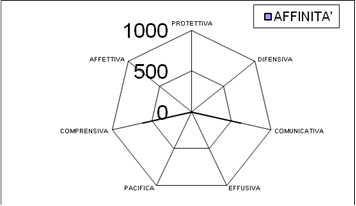 AFFINITA'
1000
PROTETTIVA
AFFETTIVA
DIFENSIVA
500
0
COMPRENSIVA
COMUNICATIVA
PACIFICA
EFFUSIVA